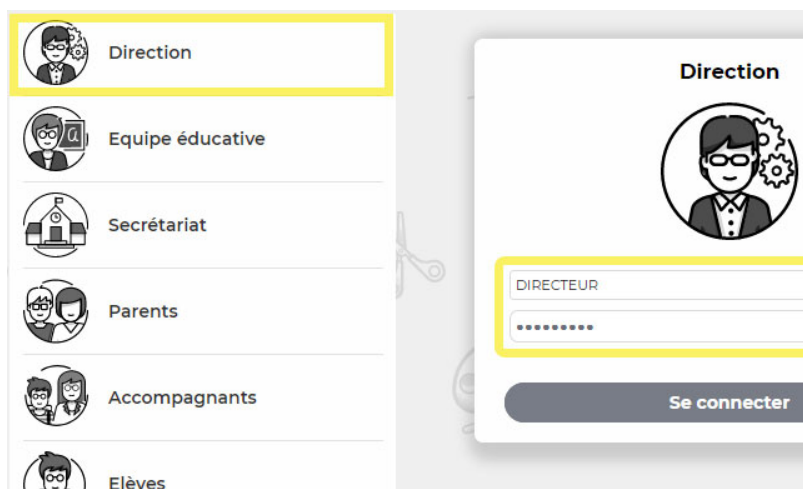 Direction
Equipe éducative
Secrétariat
Parents
Accompagnants
Elèves
Direction
DIRECTEUR
•••••••••
Se connecter